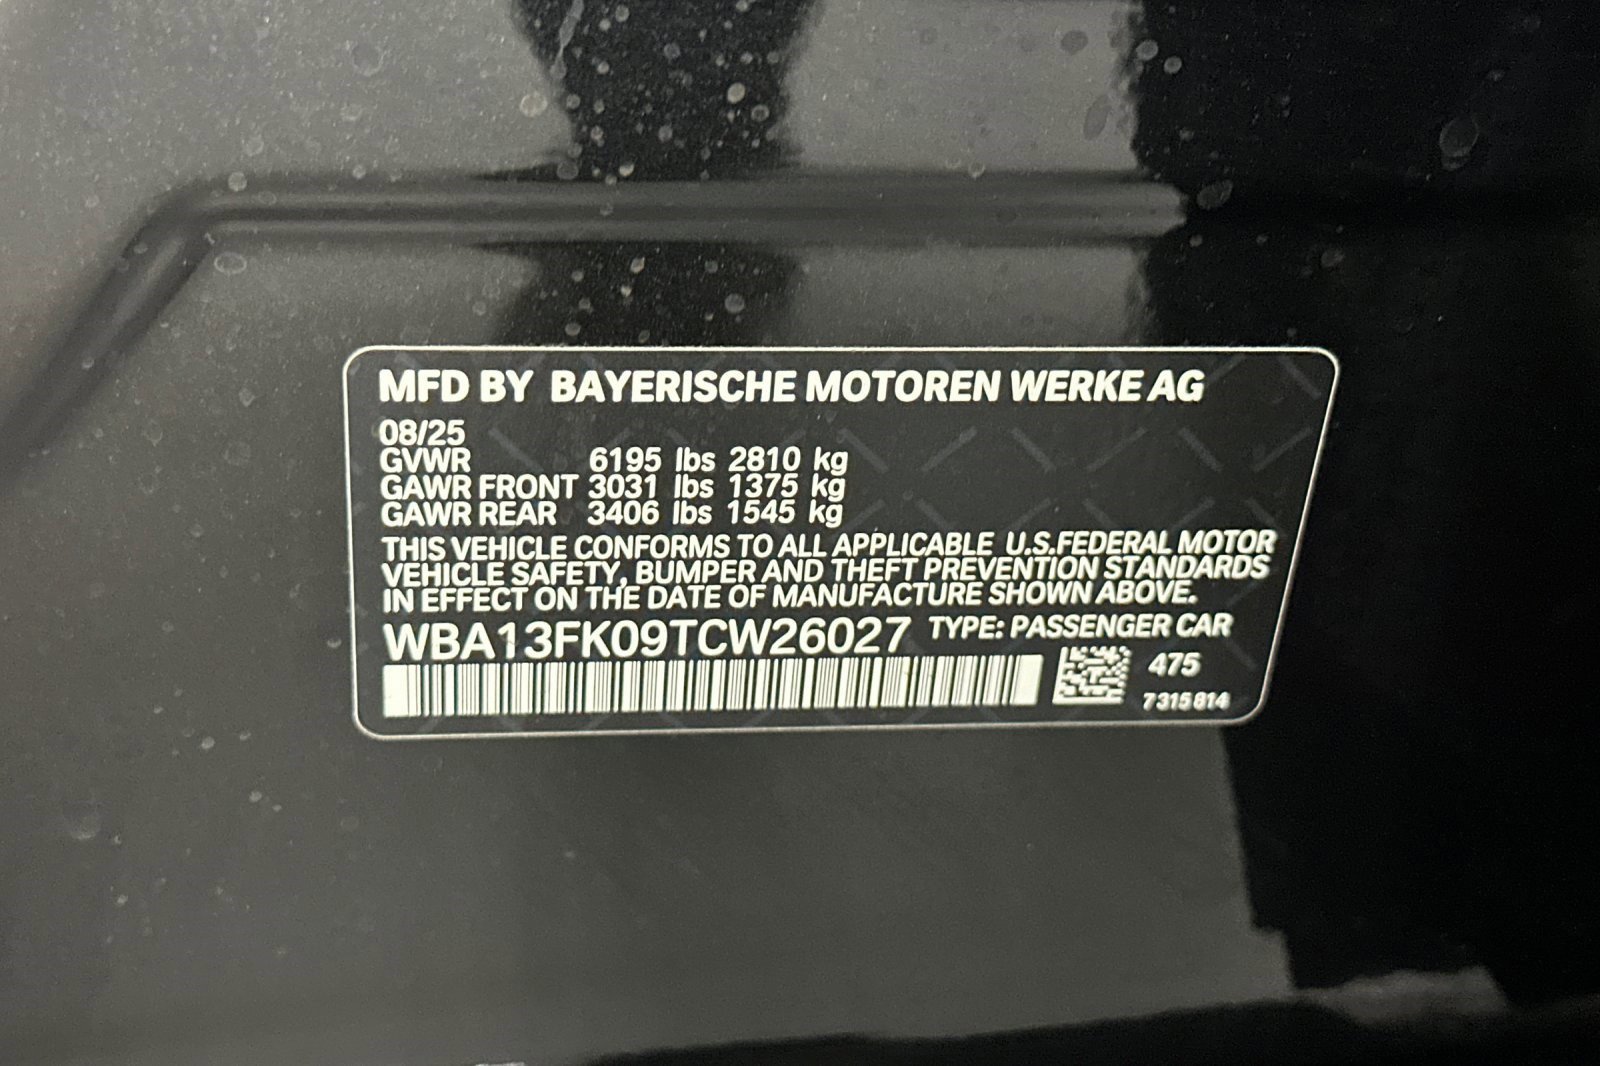 MFD BY BAYERISCHE MOTOREN WERKE AG
08/25
GVWR 6195 lbs 2810 kg
GAWR FRONT 3031 lbs 1375 kg
GAWR REAR 3406 lbs 1545 kg
THIS VEHICLE CONFORMS TO ALL APPLICABLE U.S.FEDERAL MOTOR
VEHICLE SAFETY, BUMPER AND THEFT PREVENTION STANDARDS
IN EFFECT ON THE DATE OF MANUFACTURE SHOWN ABOVE.
WBA13FK09TCW26027 TYPE: PASSENGER CAR
475
7315814